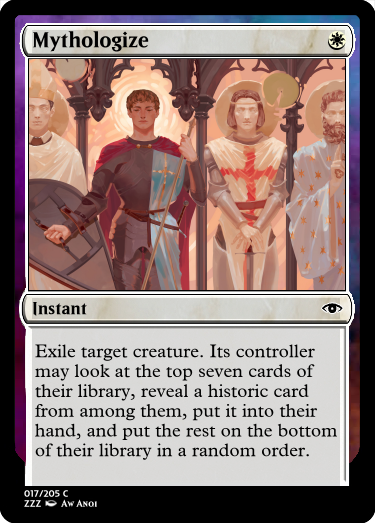 Mythologize
Instant
Exile target creature. Its controller
may look at the top seven cards of
their library, reveal a historic card
from among them, put it into their
hand, and put the rest on the bottom
of their library in a random order.
017/205 C
ZZZ Aw Anoi